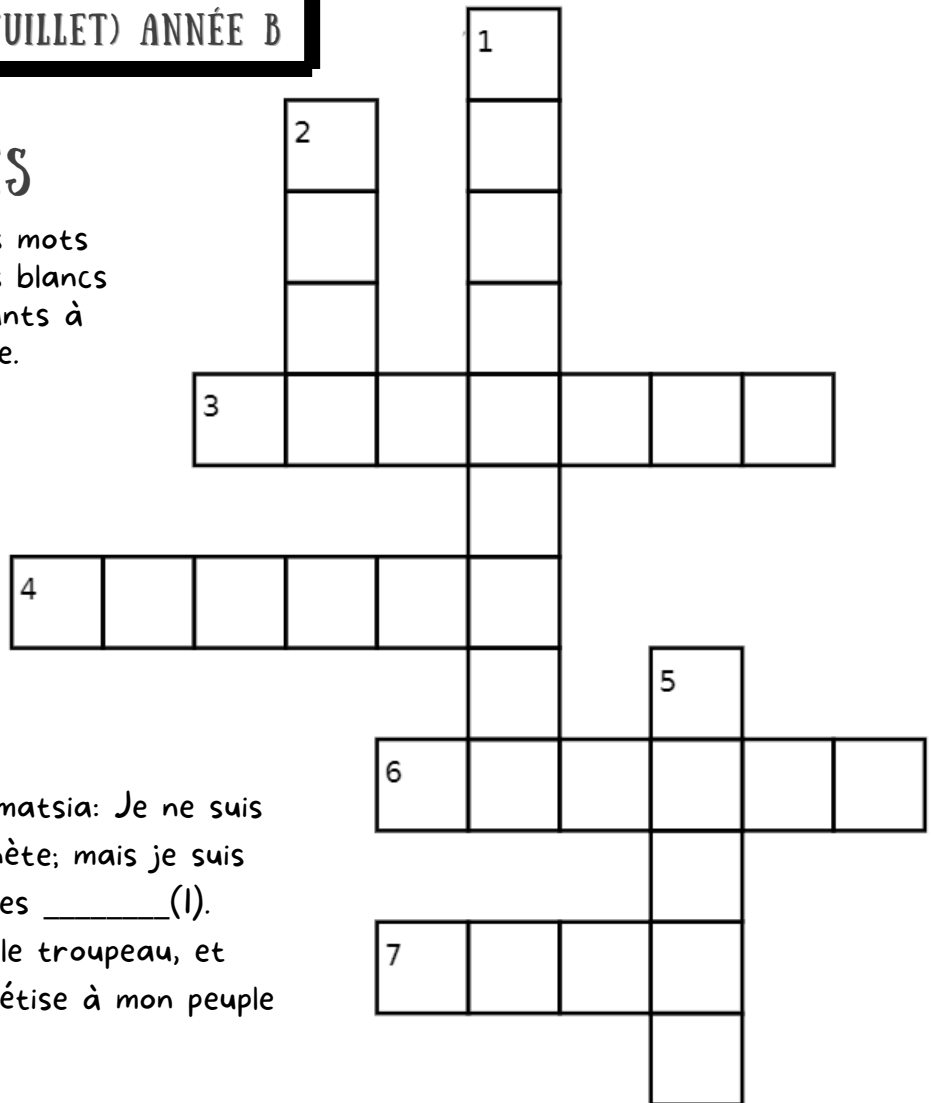 UILLET) ANNÉE B
1
2
S
mots
blancs
nts à
e.
3
4
5
6
matsia: Je ne suis
ète; mais je suis
es ________(1).
le troupeau, et
7
étise à mon peuple